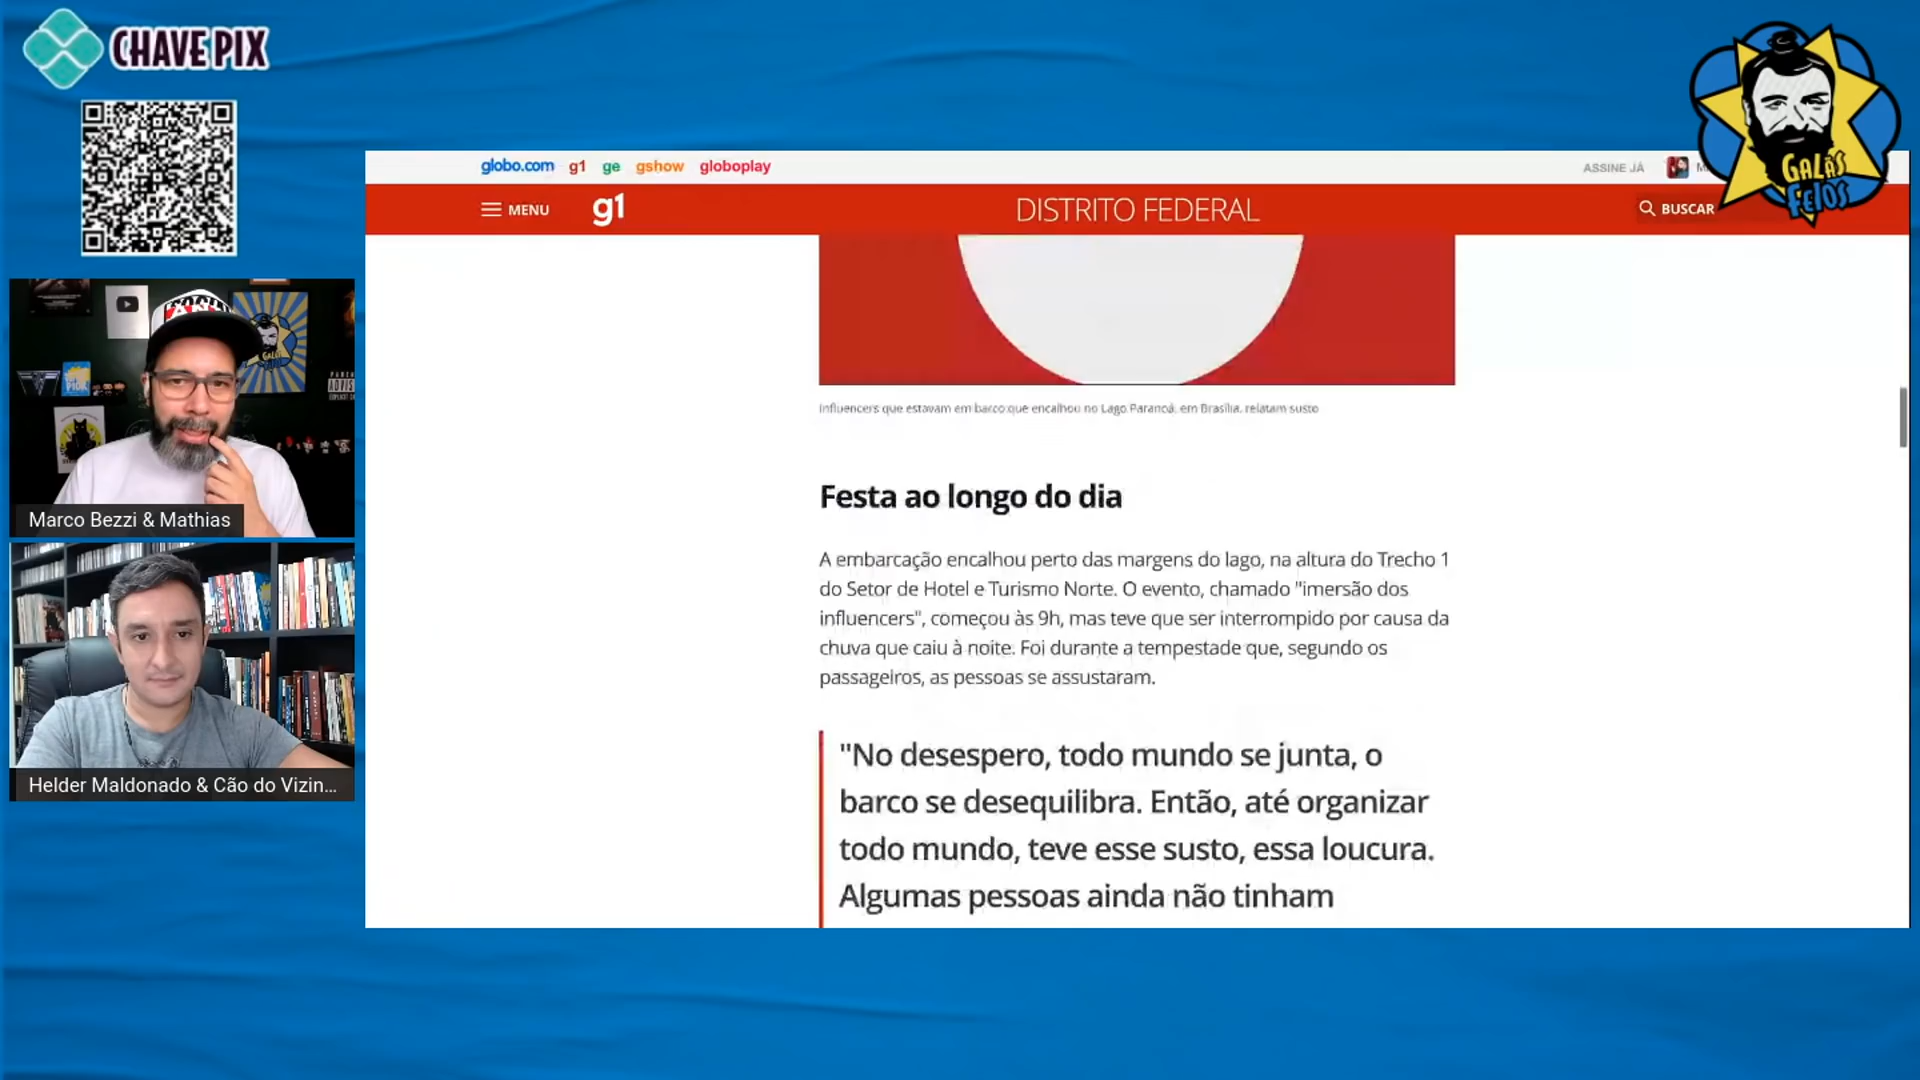 CHAVE PIX
GALÃS
FEIOS
globo.com g1 ge gshow globoplay
ASSINE JÁ
MENU g1 DISTRITO FEDERAL BUSCAR
Influencers que estavam em barco que encalhou no Lago Paranoá, em Brasília, relatam susto
Festa ao longo do dia
A embarcação encalhou perto das margens do lago, na altura do Trecho 1
do Setor de Hotel e Turismo Norte. O evento, chamado "imersão dos
influencers", começou às 9h, mas teve que ser interrompido por causa da
chuva que caiu à noite. Foi durante a tempestade que, segundo os
passageiros, as pessoas se assustaram.
"No desespero, todo mundo se junta, o
barco se desequilibra. Então, até organizar
todo mundo, teve esse susto, essa loucura.
Algumas pessoas ainda não tinham
Marco Bezzi & Mathias
Helder Maldonado & Cão do Vizin...